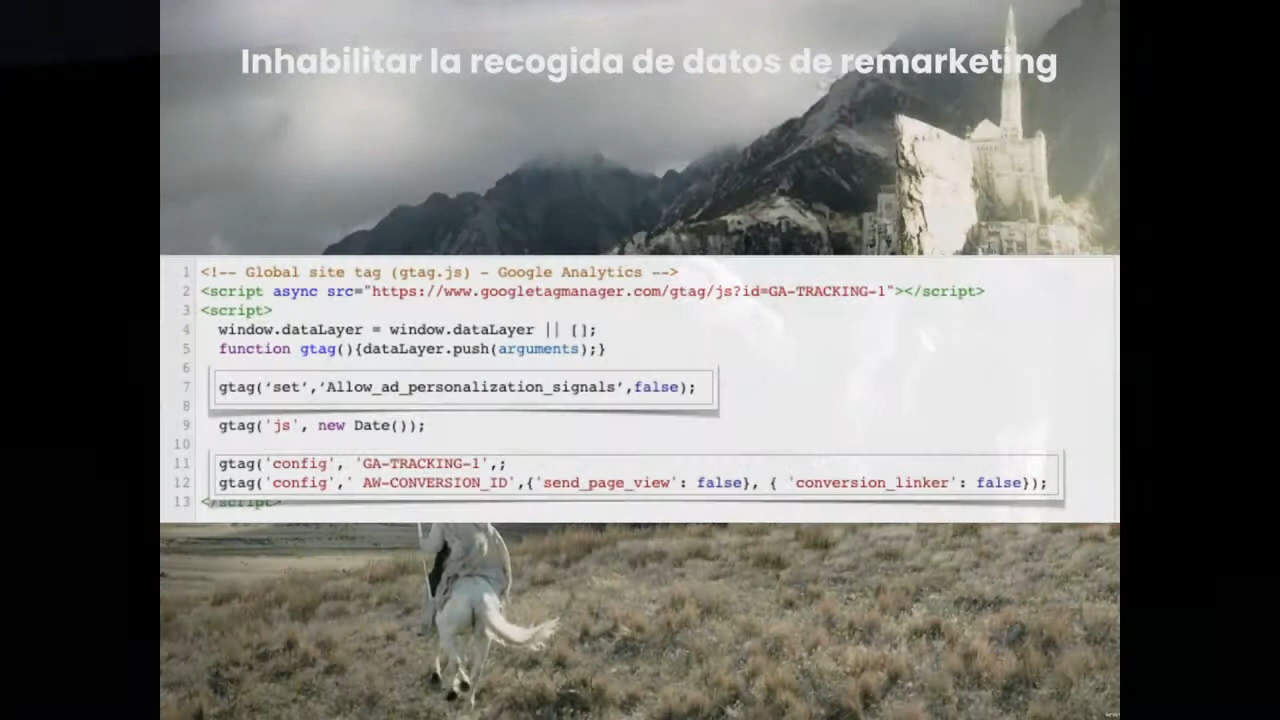 Inhabilitar la recogida de datos de remarketing
1 <!-- Global site tag (gtag.js) - Google Analytics -->
2 <script async src="https://www.googletagmanager.com/gtag/js?id=GA-TRACKING-1"></script>
3 <script>
4 window.dataLayer = window.dataLayer || [];
5 function gtag(){dataLayer.push(arguments);}
6
7 gtag(‘set’,’Allow_ad_personalization_signals’,false);
8
9 gtag('js', new Date());
10
11 gtag('config', 'GA-TRACKING-1',;
12 gtag('config',' AW-CONVERSION_ID',{'send_page_view': false}, { 'conversion_linker': false});
13 </script>